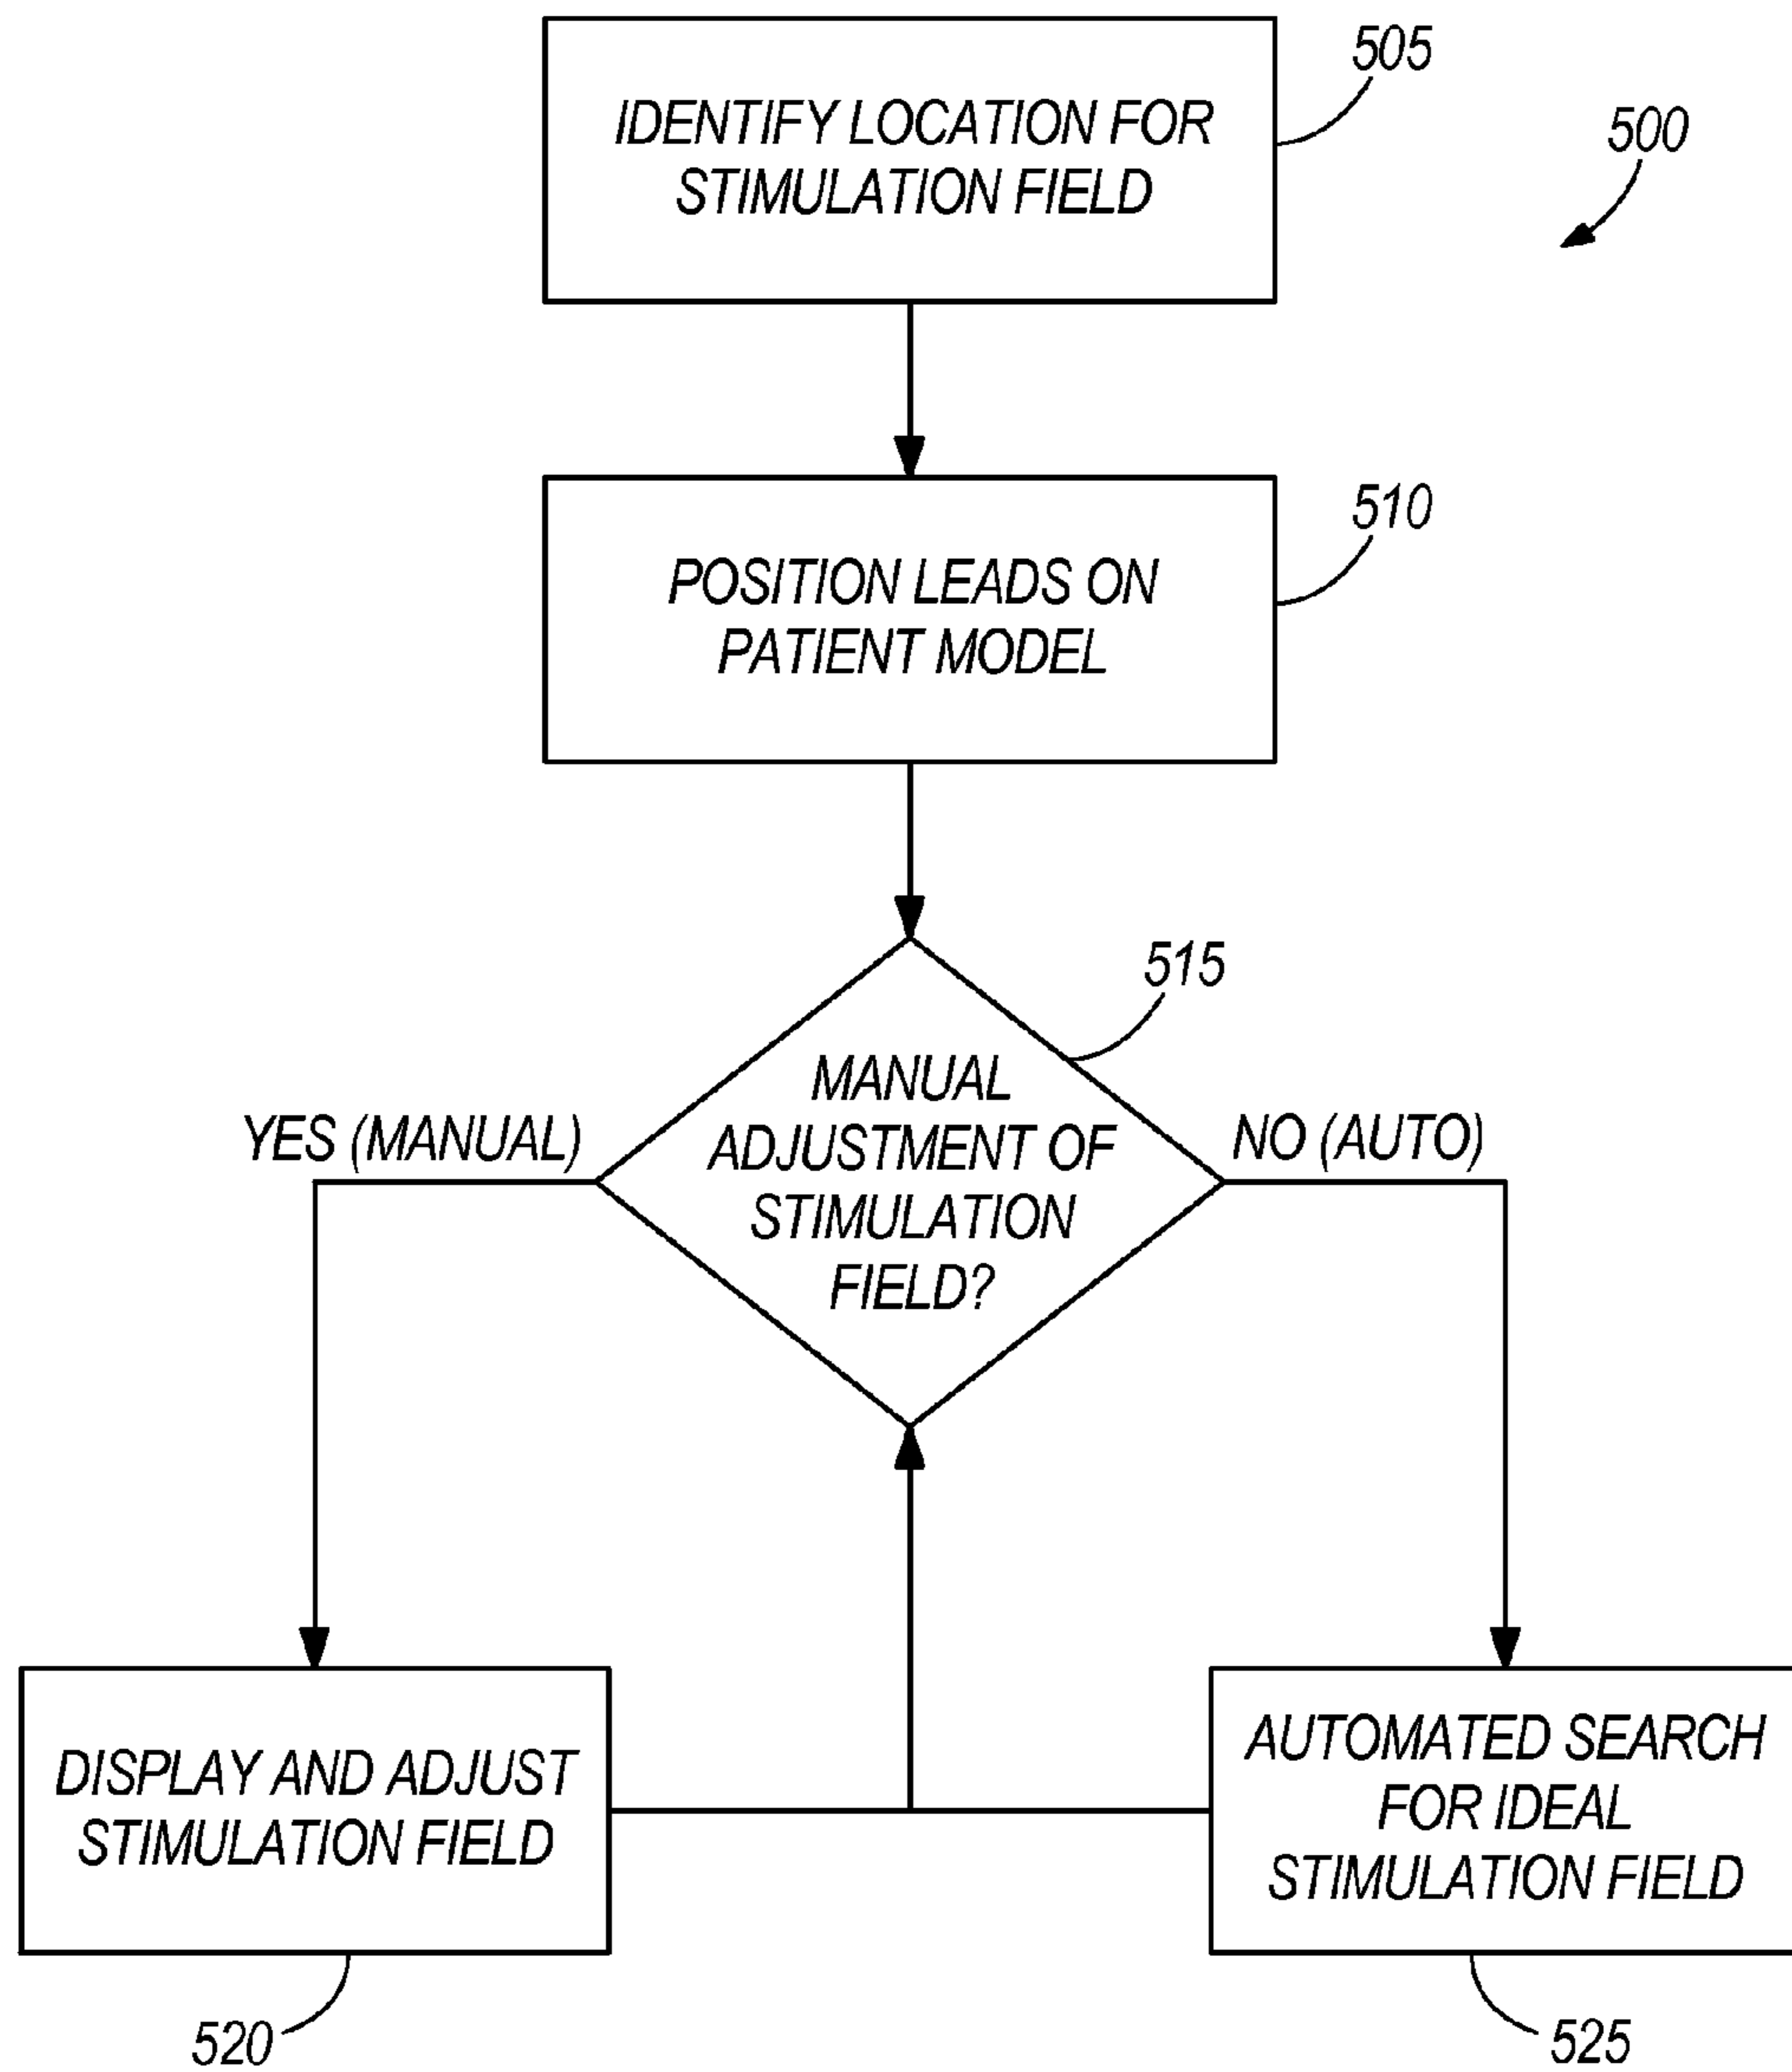 505
IDENTIFY LOCATION FOR
STIMULATION FIELD
500
510
POSITION LEADS ON
PATIENT MODEL
515
MANUAL
ADJUSTMENT OF
STIMULATION
FIELD?
YES (MANUAL)
NO (AUTO)
DISPLAY AND ADJUST
STIMULATION FIELD
AUTOMATED SEARCH
FOR IDEAL
STIMULATION FIELD
520
525